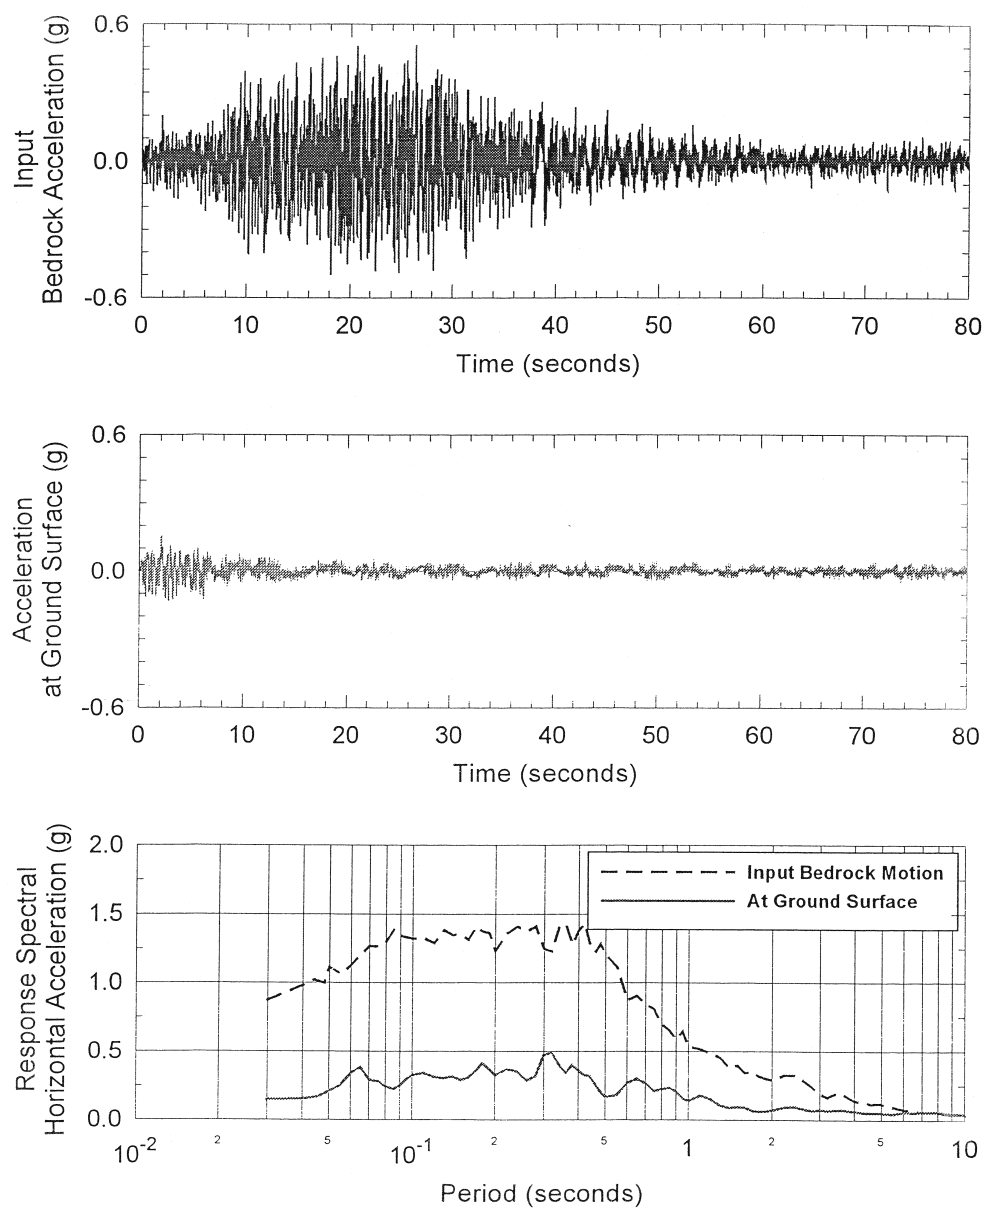 Input
Bedrock Acceleration (g)
0.6
0.0
-0.6
0 10 20 30 40 50 60 70 80
Time (seconds)
Acceleration
at Ground Surface (g)
0.6
0.0
-0.6
0 10 20 30 40 50 60 70 80
Time (seconds)
Response Spectral
Horizontal Acceleration (g)
2.0
1.5
1.0
0.5
0.0
Input Bedrock Motion
At Ground Surface
10-2 2 5 10-1 2 5 1 2 5 10
Period (seconds)